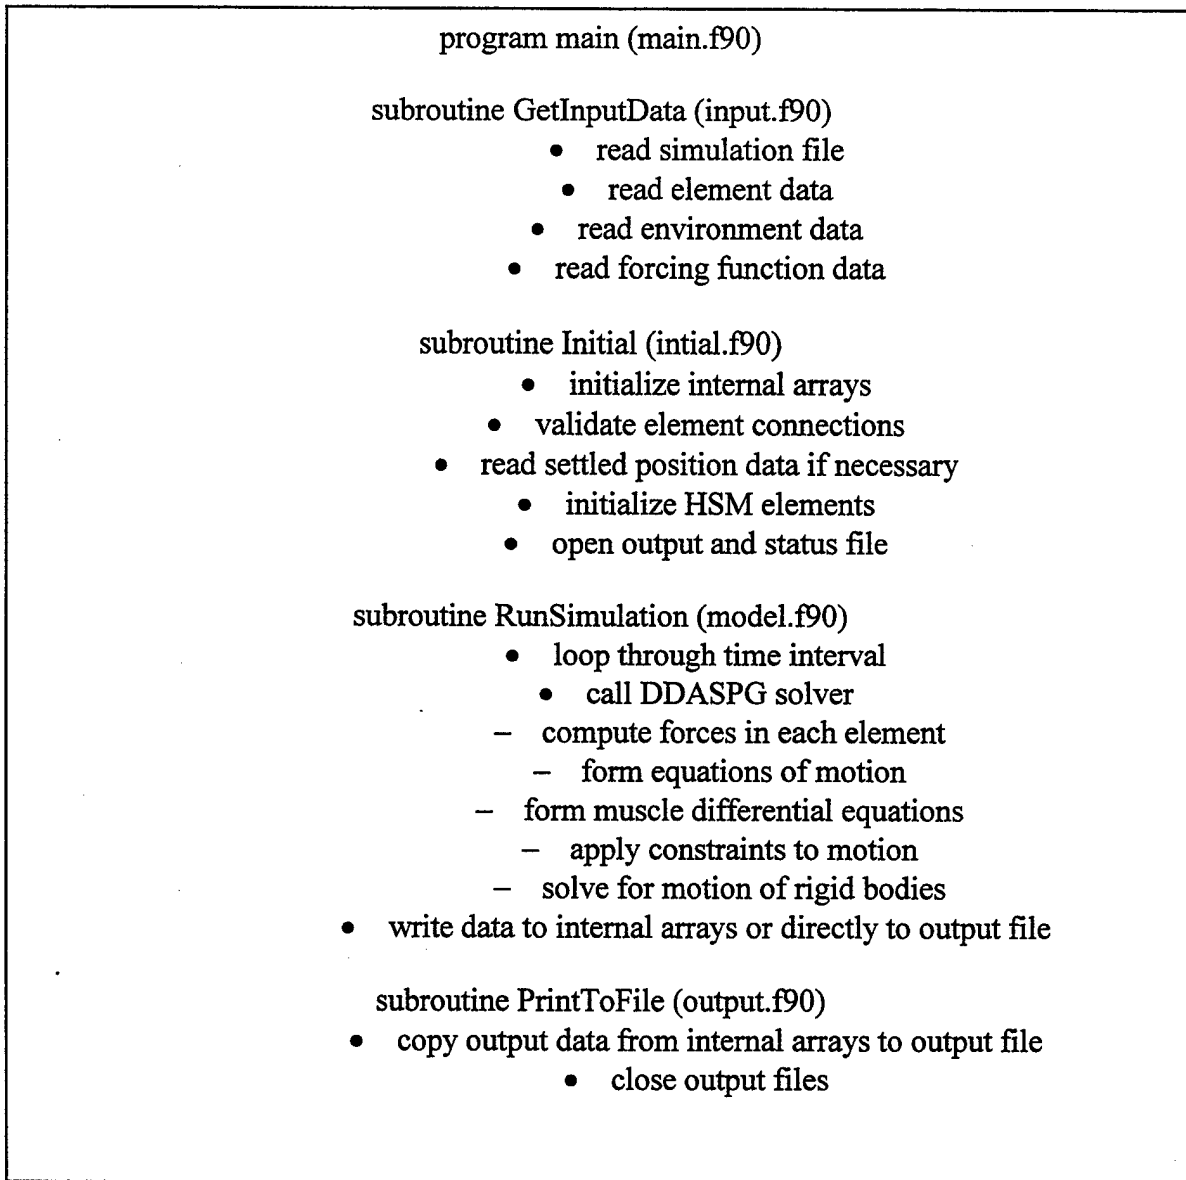 program main (main.f90)
subroutine GetInputData (input.f90)
• read simulation file
• read element data
• read environment data
• read forcing function data
subroutine Initial (intial.f90)
• initialize internal arrays
• validate element connections
• read settled position data if necessary
• initialize HSM elements
• open output and status file
subroutine RunSimulation (model.f90)
• loop through time interval
• call DDASPG solver
– compute forces in each element
– form equations of motion
– form muscle differential equations
– apply constraints to motion
– solve for motion of rigid bodies
• write data to internal arrays or directly to output file
subroutine PrintToFile (output.f90)
• copy output data from internal arrays to output file
• close output files